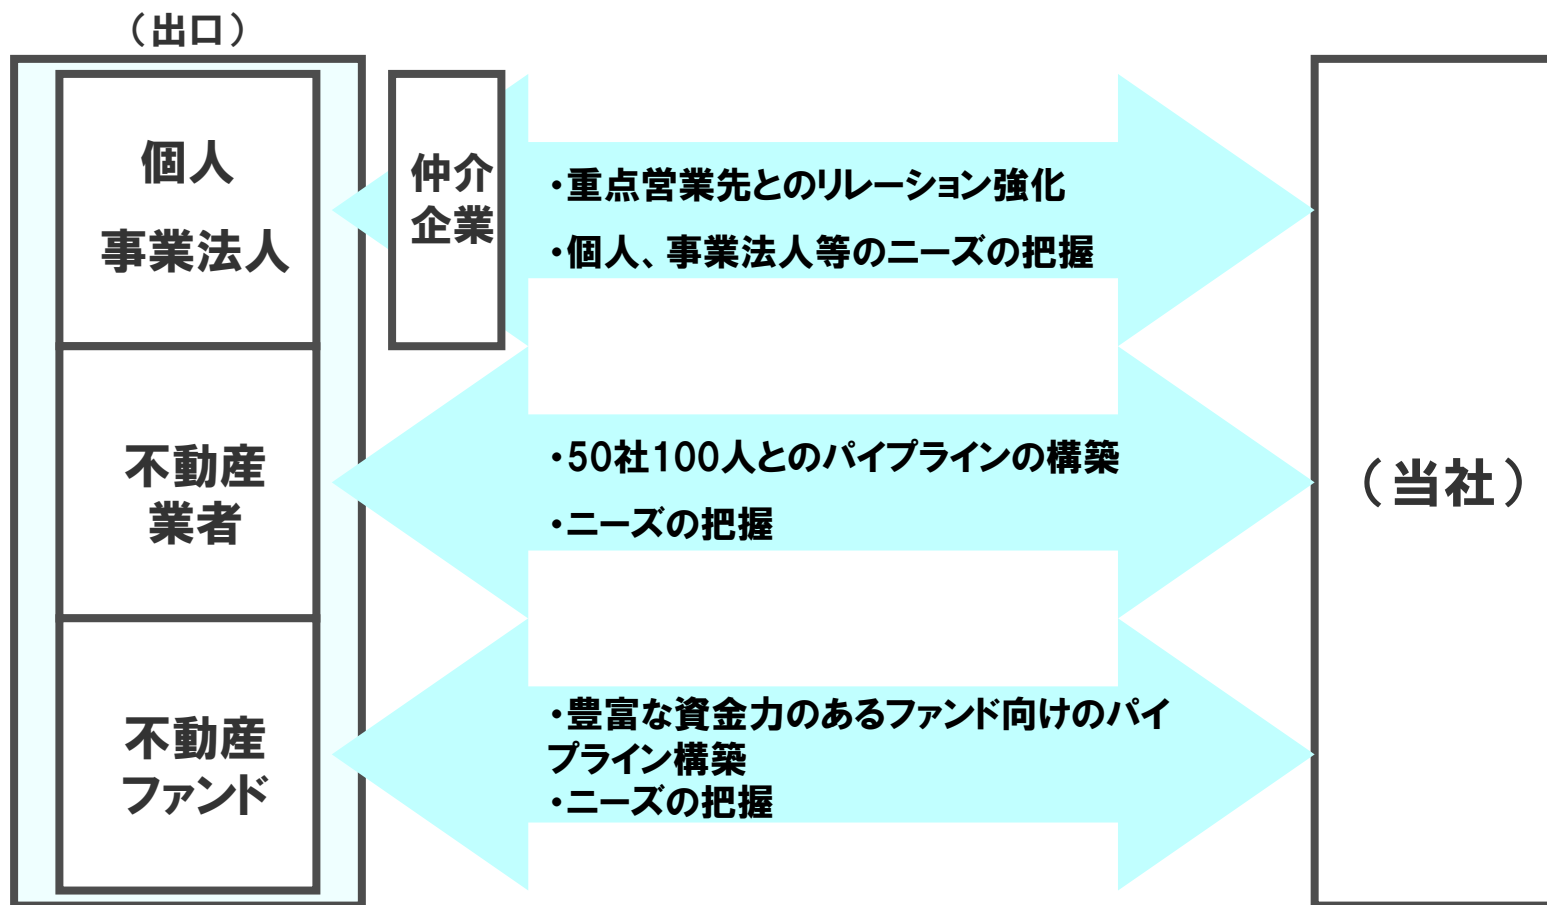 （出口）
個人
事業法人
仲介
企業
・重点営業先とのリレーション強化
・個人、事業法人等のニーズの把握
不動産
業者
・50社100人とのパイプラインの構築
・ニーズの把握
不動産
ファンド
・豊富な資金力のあるファンド向けのパイ
プライン構築
・ニーズの把握
（当社）